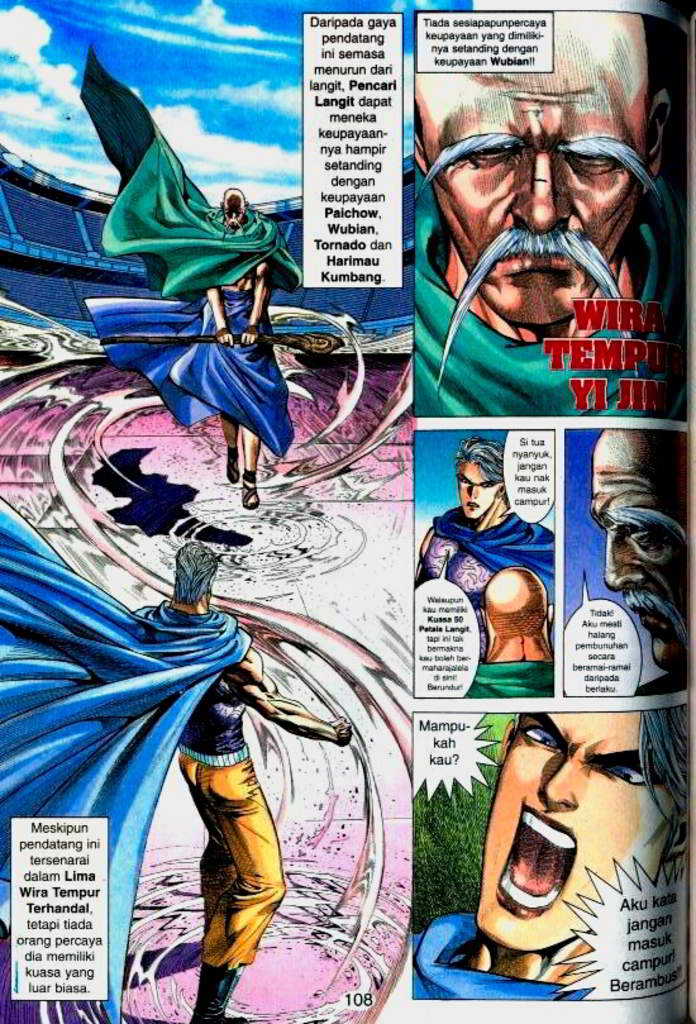 Daripada gaya
pendatang
ini semasa
menurun dari
langit, Pencari
Langit dapat
meneka
keupayaan-
nya hampir
setanding
dengan
keupayaan
Paichow,
Wubian,
Tornado dan
Harimau
Kumbang.
Tiada sesiapapunpercaya
keupayaan yang dimiliki-
nya setanding dengan
keupayaan Wubian!!
WIRA
TEMPUR
YI JIN
Si tua
nyanyuk,
jangan
kau nak
masuk
campur!
Walaupun
kau memiliki
Kuasa 50
Petala Langit,
tapi ini tak
bermakna
kau boleh ber-
maharajalela
di sini!
Berundur!
Tidak!
Aku mesti
halang
pembunuhan
secara
beramai-ramai
daripada
berlaku.
Mampu-
kah
kau?
Aku kata
jangan
masuk
campur!
Berambus!
Meskipun
pendatang ini
tersenarai
dalam Lima
Wira Tempur
Terhandal,
tetapi tiada
orang percaya
dia memiliki
kuasa yang
luar biasa.
108